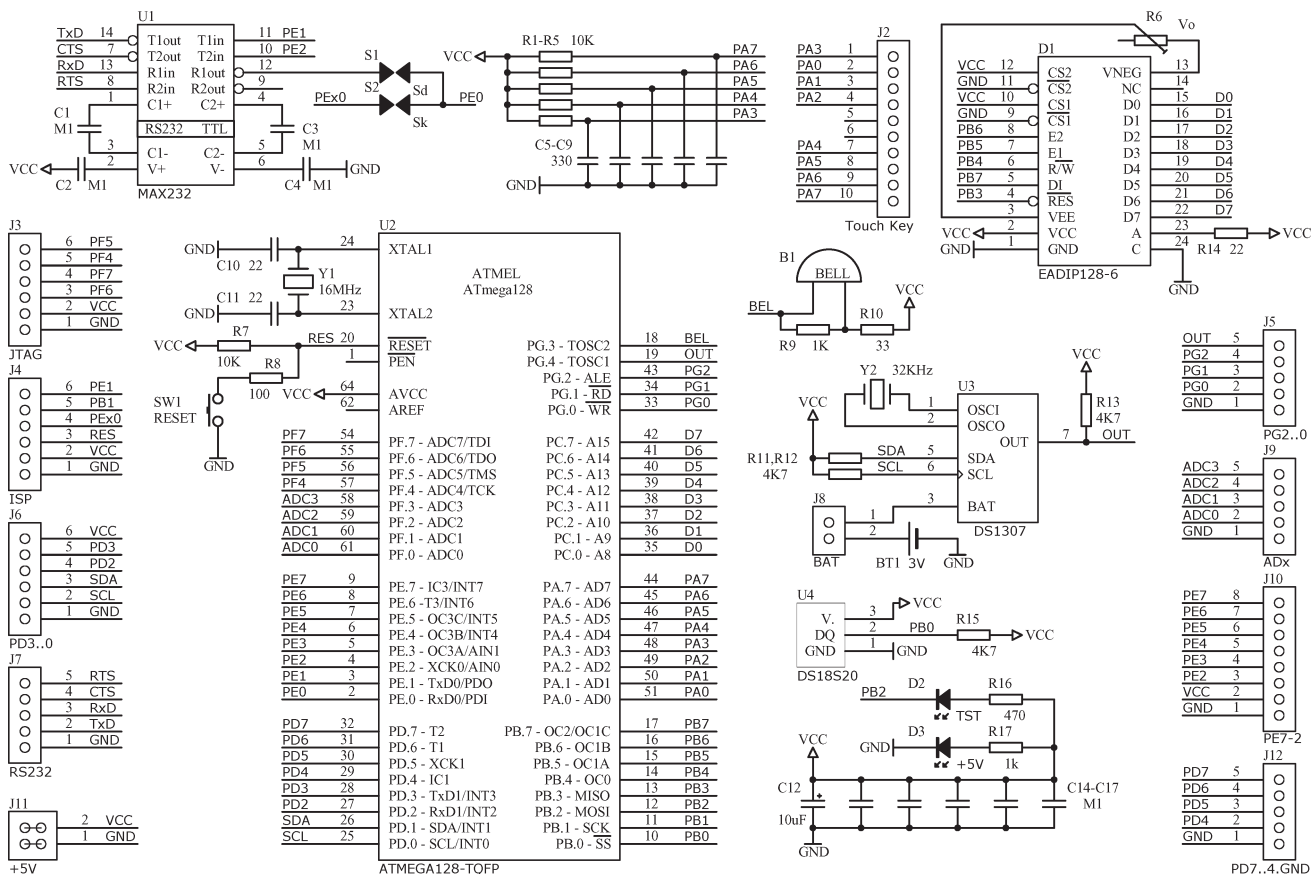 U1
TxD 14 T1out T1in 11 PE1
CTS 7 T2out T2in 10 PE2
RxD 13 R1in R1out 12
RTS 8 R2in R2out 9
1 C1+ C2+ 4
C1
M1
RS232 TTL
C3
M1
3 C1- C2- 5
VCC 2 V+ V- 6 GND
C2 M1
C4 M1
MAX232
S1
S2 Sd
PEx0 PE0
Sk
R1-R5 10K
VCC PA7
PA6
PA5
PA4
PA3
C5-C9
330
GND
J2
PA3 1
PA0 2
PA1 3
PA2 4
5
6
PA4 7
PA5 8
PA6 9
PA7 10
Touch Key
R6 Vo
D1
VCC 12 CS2 VNEG 13
GND 11 CS2 NC 14
VCC 10 CS1 D0 15 D0
GND 9 CS1 D1 16 D1
PB6 8 E2 D2 17 D2
PB5 7 E1 D3 18 D3
PB4 6 R/W D4 19 D4
PB7 5 DI D5 20 D5
PB3 4 RES D6 21 D6
3 VEE D7 22 D7
VCC 2 VCC A 23 VCC
R14 22
GND 1 GND C 24
EADIP128-6
GND
J3
6 PF5
5 PF4
4 PF7
3 PF6
2 VCC
1 GND
JTAG
J4
6 PE1
5 PB1
4 PEx0
3 RES
2 VCC
1 GND
ISP
J6
6 VCC
5 PD3
4 PD2
3 SDA
2 SCL
1 GND
PD3..0
J7
5 RTS
4 CTS
3 RxD
2 TxD
1 GND
RS232
J11
2 VCC
1 GND
+5V
GND
C10 22
Y1
16MHz
C11 22
GND
R7
VCC
10K
R8
100
SW1
RESET
GND
U2
ATMEL
ATmega128
24 XTAL1
23 XTAL2
RES 20 RESET
1 PEN
VCC 64 AVCC
62 AREF
PF7 54 PF.7 - ADC7/TDI
PF6 55 PF.6 - ADC6/TDO
PF5 56 PF.5 - ADC5/TMS
PF4 57 PF.4 - ADC4/TCK
ADC3 58 PF.3 - ADC3
ADC2 59 PF.2 - ADC2
ADC1 60 PF.1 - ADC1
ADC0 61 PF.0 - ADC0
PE7 9 PE.7 - IC3/INT7
PE6 8 PE.6 -T3/INT6
PE5 7 PE.5 - OC3C/INT5
PE4 6 PE.4 - OC3B/INT4
PE3 5 PE.3 - OC3A/AIN1
PE2 4 PE.2 - XCK0/AIN0
PE1 3 PE.1 - TxD0/PDO
PE0 2 PE.0 - RxD0/PDI
PD7 32 PD.7 - T2
PD6 31 PD.6 - T1
PD5 30 PD.5 - XCK1
PD4 29 PD.4 - IC1
PD3 28 PD.3 - TxD1/INT3
PD2 27 PD.2 - RxD1/INT2
SDA 26 PD.1 - SDA/INT1
SCL 25 PD.0 - SCL/INT0
PG.3 - TOSC2 18 BEL
PG.4 - TOSC1 19 OUT
PG.2 - ALE 43 PG2
PG.1 - RD 34 PG1
PG.0 - WR 33 PG0
PC.7 - A15 42 D7
PC.6 - A14 41 D6
PC.5 - A13 40 D5
PC.4 - A12 39 D4
PC.3 - A11 38 D3
PC.2 - A10 37 D2
PC.1 - A9 36 D1
PC.0 - A8 35 D0
PA.7 - AD7 44 PA7
PA.6 - AD6 45 PA6
PA.5 - AD5 46 PA5
PA.4 - AD4 47 PA4
PA.3 - AD3 48 PA3
PA.2 - AD2 49 PA2
PA.1 - AD1 50 PA1
PA.0 - AD0 51 PA0
PB.7 - OC2/OC1C 17 PB7
PB.6 - OC1B 16 PB6
PB.5 - OC1A 15 PB5
PB.4 - OC0 14 PB4
PB.3 - MISO 13 PB3
PB.2 - MOSI 12 PB2
PB.1 - SCK 11 PB1
PB.0 - SS 10 PB0
ATMEGA128-TQFP
B1
BELL
BEL
VCC
R10
R9 1K 33
Y2 32KHz
U3
VCC
VCC
1 OSCI
2 OSCO
OUT 7 OUT
R13
4K7
R11,R12
4K7
SDA 5 SDA
SCL 6 SCL
J8
1 3 BAT
2
BAT
BT1 3V
GND
DS1307
U4
V. 3 VCC
DQ 2 PB0 R15 VCC
4K7
GND 1 GND
DS18S20
D2 R16
PB2
TST 470
D3 R17
GND
+5V 1k
VCC
C12
10uF
C14-C17
M1
GND
J5
OUT 5
PG2 4
PG1 3
PG0 2
GND 1
PG2..0
J9
ADC3 5
ADC2 4
ADC1 3
ADC0 2
GND 1
ADx
J10
PE7 8
PE6 7
PE5 6
PE4 5
PE3 4
PE2 3
VCC 2
GND 1
PE7-2
J12
PD7 5
PD6 4
PD5 3
PD4 2
GND 1
PD7..4.GND